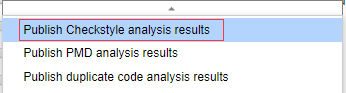 Publish Checkstyle analysis results
Publish PMD analysis results
Publish duplicate code analysis results